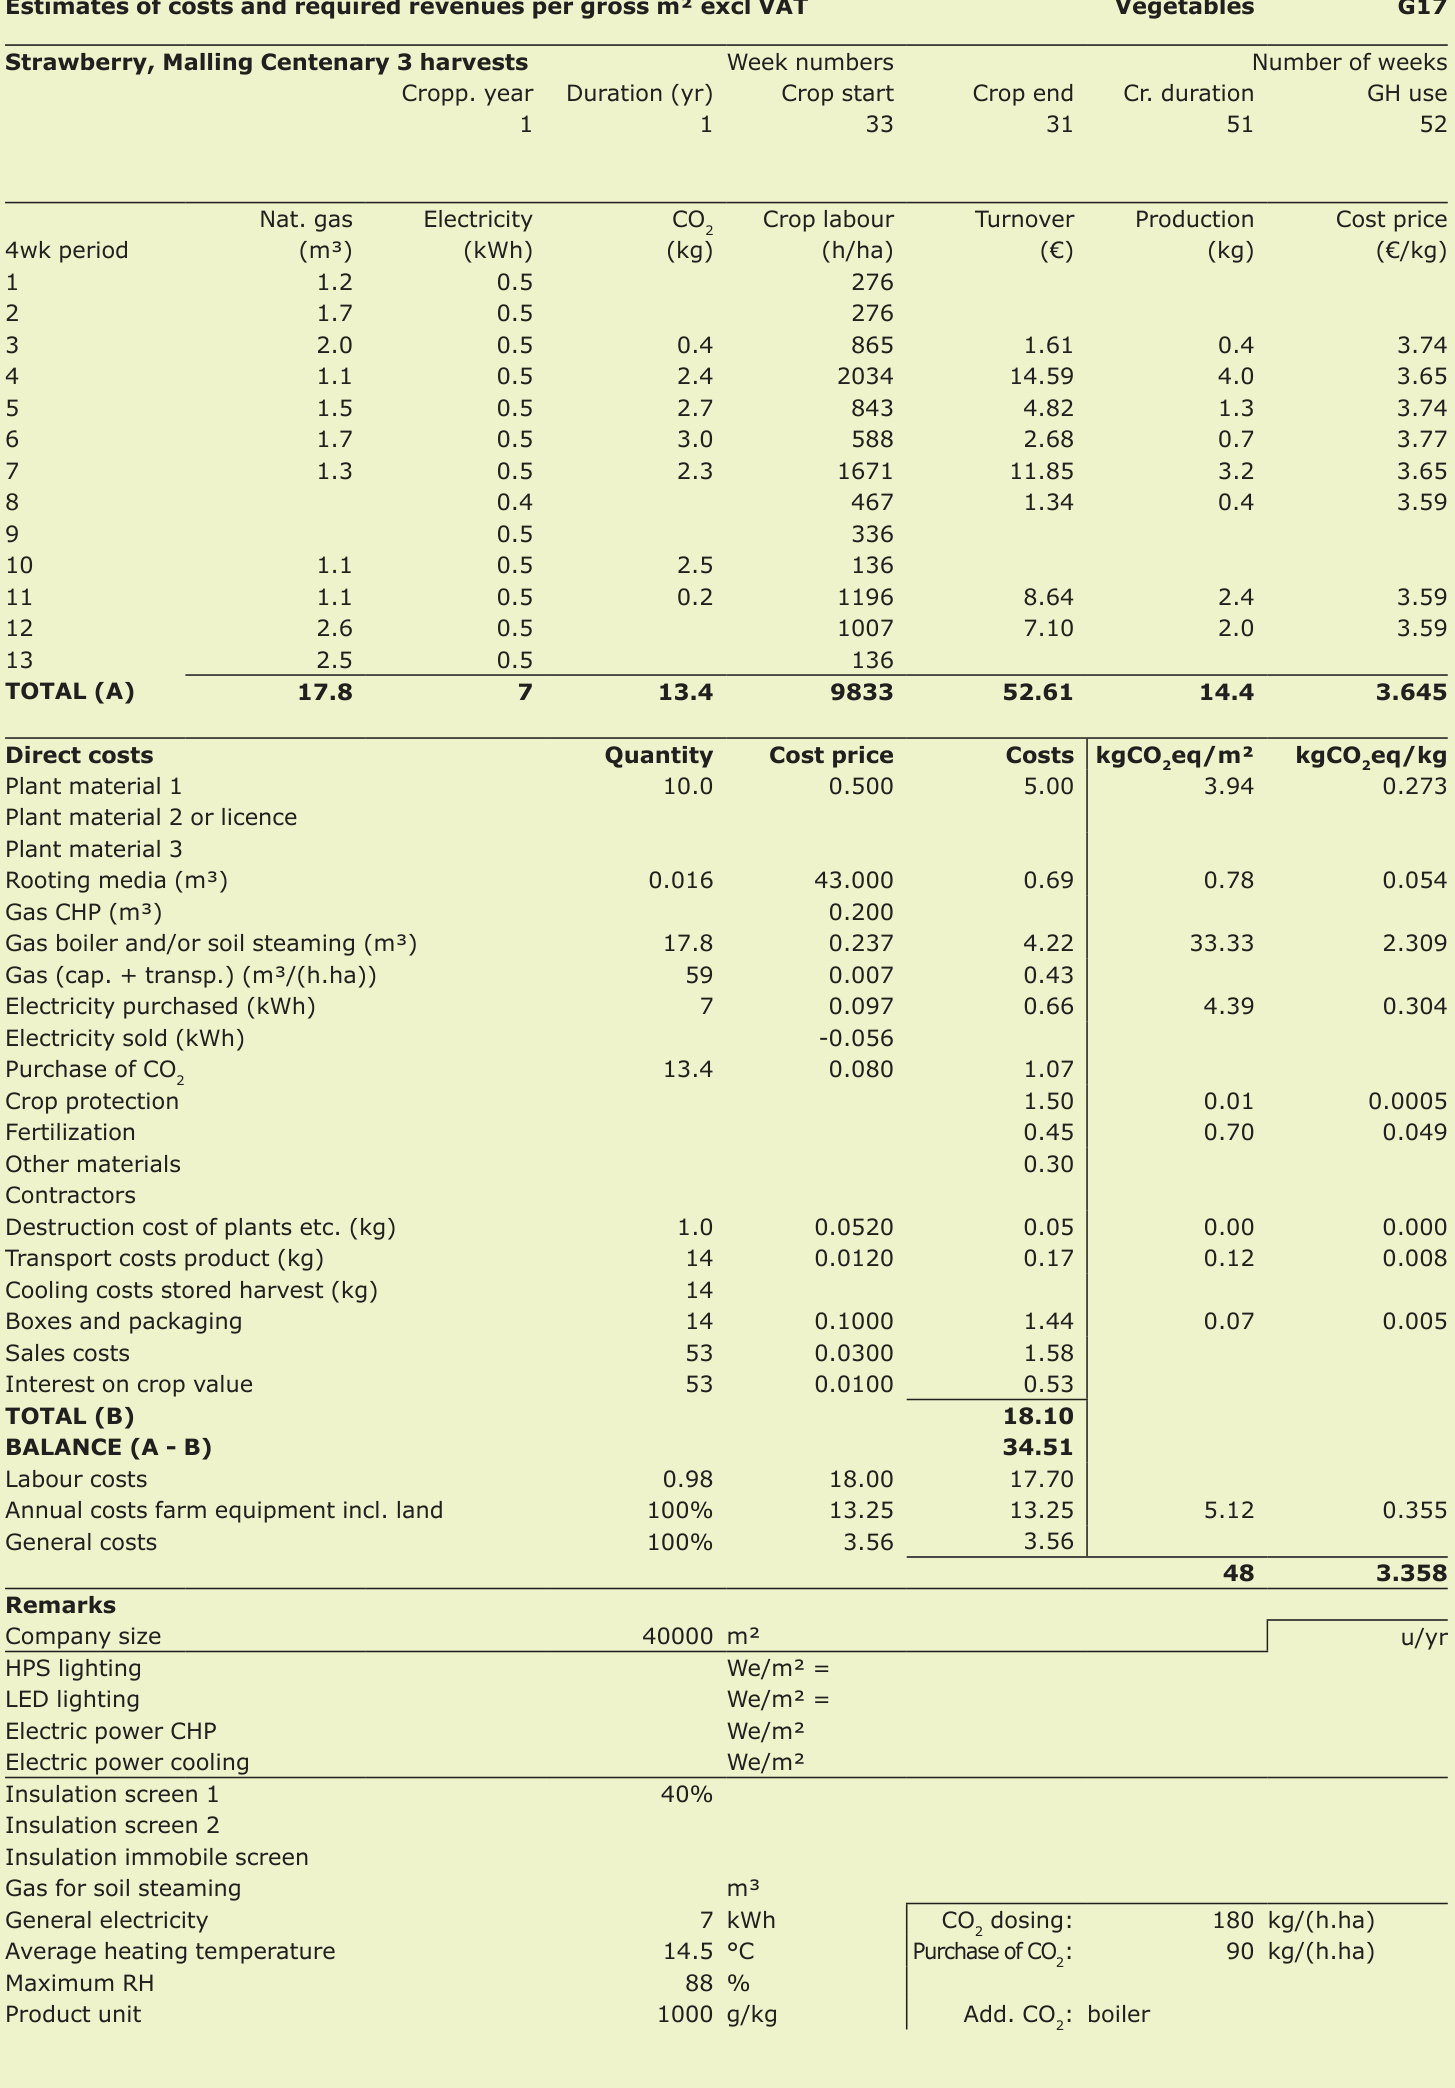 Estimates of costs and required revenues per gross m² excl VAT Vegetables G17
Strawberry, Malling Centenary 3 harvests Week numbers Number of weeks
Cropp. year Duration (yr) Crop start Crop end Cr. duration GH use
1 1 33 31 51 52
Nat. gas Electricity CO₂ Crop labour Turnover Production Cost price
4wk period (m³) (kWh) (kg) (h/ha) (€) (kg) (€/kg)
1 1.2 0.5 276
2 1.7 0.5 276
3 2.0 0.5 0.4 865 1.61 0.4 3.74
4 1.1 0.5 2.4 2034 14.59 4.0 3.65
5 1.5 0.5 2.7 843 4.82 1.3 3.74
6 1.7 0.5 3.0 588 2.68 0.7 3.77
7 1.3 0.5 2.3 1671 11.85 3.2 3.65
8 0.4 467 1.34 0.4 3.59
9 0.5 336
10 1.1 0.5 2.5 136
11 1.1 0.5 0.2 1196 8.64 2.4 3.59
12 2.6 0.5 1007 7.10 2.0 3.59
13 2.5 0.5 136
TOTAL (A) 17.8 7 13.4 9833 52.61 14.4 3.645
Direct costs Quantity Cost price Costs kgCO₂eq/m² kgCO₂eq/kg
Plant material 1 10.0 0.500 5.00 3.94 0.273
Plant material 2 or licence
Plant material 3
Rooting media (m³) 0.016 43.000 0.69 0.78 0.054
Gas CHP (m³) 0.200
Gas boiler and/or soil steaming (m³) 17.8 0.237 4.22 33.33 2.309
Gas (cap. + transp.) (m³/(h.ha)) 59 0.007 0.43
Electricity purchased (kWh) 7 0.097 0.66 4.39 0.304
Electricity sold (kWh) -0.056
Purchase of CO₂ 13.4 0.080 1.07
Crop protection 1.50 0.01 0.0005
Fertilization 0.45 0.70 0.049
Other materials 0.30
Contractors
Destruction cost of plants etc. (kg) 1.0 0.0520 0.05 0.00 0.000
Transport costs product (kg) 14 0.0120 0.17 0.12 0.008
Cooling costs stored harvest (kg) 14
Boxes and packaging 14 0.1000 1.44 0.07 0.005
Sales costs 53 0.0300 1.58
Interest on crop value 53 0.0100 0.53
TOTAL (B) 18.10
BALANCE (A - B) 34.51
Labour costs 0.98 18.00 17.70
Annual costs farm equipment incl. land 100% 13.25 13.25 5.12 0.355
General costs 100% 3.56 3.56
48 3.358
Remarks
Company size 40000 m² u/yr
HPS lighting We/m² =
LED lighting We/m² =
Electric power CHP We/m²
Electric power cooling We/m²
Insulation screen 1 40%
Insulation screen 2
Insulation immobile screen
Gas for soil steaming m³
General electricity 7 kWh CO₂ dosing: 180 kg/(h.ha)
Average heating temperature 14.5 °C Purchase of CO₂: 90 kg/(h.ha)
Maximum RH 88 %
Product unit 1000 g/kg Add. CO₂: boiler